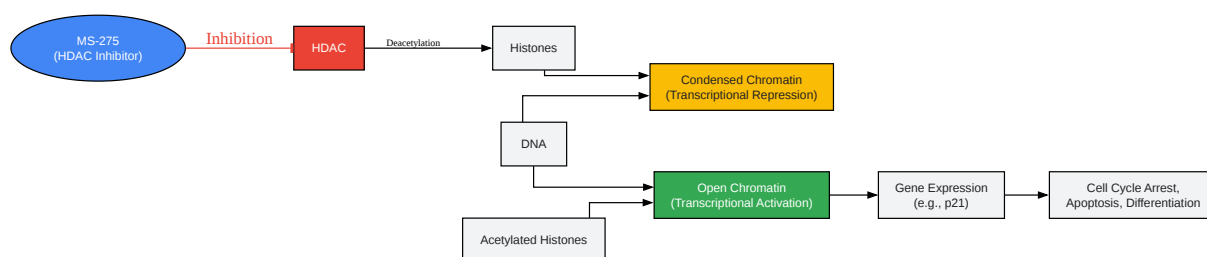 MS-275
(HDAC Inhibitor)
Inhibition
HDAC
Deacetylation
Histones
Condensed Chromatin
(Transcriptional Repression)
DNA
Open Chromatin
(Transcriptional Activation)
Gene Expression
(e.g., p21)
Cell Cycle Arrest,
Apoptosis, Differentiation
Acetylated Histones